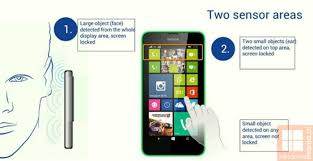 Two sensor areas
1.
Large object (face)
detected from the whole
display area, screen
locked
2.
Two small objects (ear)
detected on top area,
screen locked
NOKIA
Small object
detected on any
area, screen not
locked